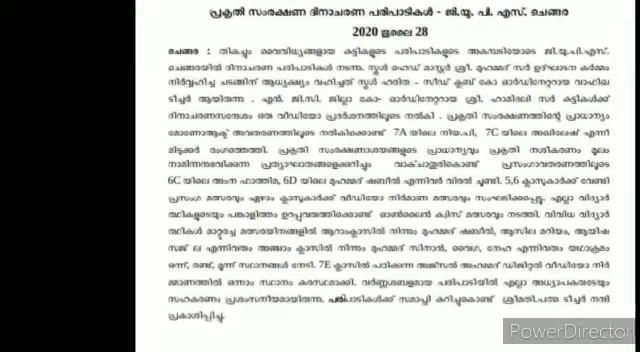 പ്രകൃതി സംരക്ഷണ ദിനാചരണ പരിപാടികൾ - ജി.യു. പി. എസ്. ചെങ്ങര
2020 ജൂലൈ 28
ചെങ്ങര : തികച്ചും വൈവിധ്യങ്ങളായ കുട്ടികളുടെ പരിപാടികളുടെ അകമ്പടിയോടെ ജി.യു.പി.എസ്.
ചെങ്ങരയിൽ ദിനാചരണ പരിപാടികൾ നടന്നു. സ്കൂൾ ഹെഡ് മാസ്റ്റർ ശ്രീ. മുഹമ്മദ് സർ ഉദ്ഘാടന കർമ്മം
നിർവ്വഹിച്ച ചടങ്ങിന് ആധ്യക്ഷ്യം വഹിച്ചത് സ്കൂൾ ഹരിത - സീഡ് ക്ലബ് കോ ഓർഡിനേറ്ററായ വാഹില
ടീച്ചർ ആയിരുന്നു . എൻ. ജി.സി. ജില്ലാ കോ- ഓർഡിനേറ്ററായ ശ്രീ. ഹാമിദലി സർ കുട്ടികൾക്ക്
ദിനാചരണസന്ദേശം ഒരു വീഡിയോ പ്രദർശനത്തിലൂടെ നൽകി . പ്രകൃതി സംരക്ഷണത്തിന്റെ പ്രാധാന്യം
മോണോആക്ട് അവതരണത്തിലൂടെ നൽകിക്കൊണ്ട് 7A യിലെ നിയ.പി, 7C യിലെ അഖിലേഷ് എന്നീ
മിടുക്കർ രംഗത്തെത്തി. പ്രകൃതി സംരക്ഷണാശയങ്ങളുടെ പ്രാധാന്യവും പ്രകൃതി നശീകരണം മൂലം
നാമിന്നനുഭവിക്കുന്ന പ്രത്യാഘാതങ്ങളെക്കുറിച്ചും വാക്ചാതുരികൊണ്ട് പ്രസംഗാവതരണത്തിലൂടെ
6C യിലെ അംന ഫാത്തിമ, 6D യിലെ മുഹമ്മദ് ഷബീൽ എന്നിവർ വിരൽ ചൂണ്ടി. 5,6 ക്ലാസുകാർക്ക് വേണ്ടി
പ്രസംഗ മത്സരവും ഏഴാം ക്ലാസുകാർക്ക് വീഡിയോ നിർമാണ മത്സരവും സംഘടിപ്പിക്കപ്പെട്ടു. എല്ലാ വിദ്യാർ
ത്ഥികളുടെയും പങ്കാളിത്തം ഉറപ്പുവരുത്തിക്കൊണ്ട് ഓൺലൈൻ ക്വിസ് മത്സരവും നടത്തി. വിവിധ വിദ്യാർ
ത്ഥികൾ മാറ്റുരച്ച മത്സരയിനങ്ങളിൽ ആറാംക്ലാസിൽ നിന്നും മുഹമ്മദ് ഷബീൽ, ആസില മറിയം, ആയിഷ
സജ് ല എന്നിവരും അഞ്ചാം ക്ലാസിൽ നിന്നും മുഹമ്മദ് സിനാൻ, വൈഗ, നേഹ എന്നിവരും യഥാക്രമം
ഒന്ന്, രണ്ട്, മൂന്ന് സ്ഥാനങ്ങൾ നേടി. 7E ക്ലാസിൽ പഠിക്കുന്ന അജ്സൽ അഹമ്മദ് ഡിജിറ്റൽ വീഡിയോ നിർ
മ്മാണത്തിൽ ഒന്നാം സ്ഥാനം കരസ്ഥമാക്കി. വർണ്ണശബളമായ പരിപാടിയിൽ എല്ലാ അധ്യാപകരുടേയും
സഹകരണം പ്രശംസനീയമായിരുന്നു. പരിപാടികൾക്ക് സമാപ്തി കുറിച്ചുകൊണ്ട് ശ്രീമതി.പത്മ ടീച്ചർ നന്ദി
പ്രകാശിപ്പിച്ചു.
PowerDirector